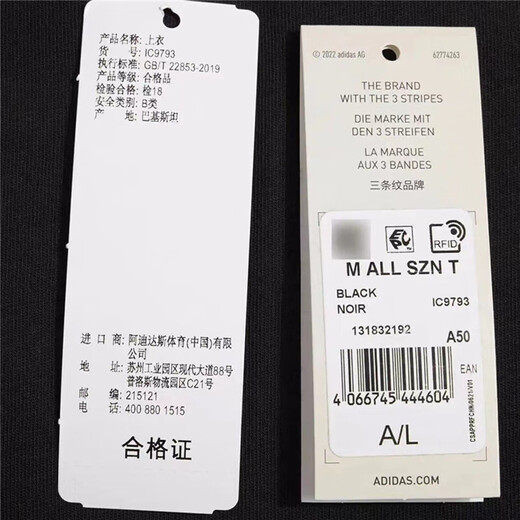 产品名称: 上衣
货 号: IC9793
执行标准: GB/T 22853-2019
产品等级: 合格品
检验合格: 检18
安全类别: B类
产 地: 巴基斯坦
进 口 商: 阿迪达斯体育(中国)有限
公司
地 址: 苏州工业园区现代大道88号
普洛斯物流园区C21号
邮 编: 215121
电 话: 400 880 1515
合格证
© 2022 adidas AG 62774263
THE BRAND
WITH THE 3 STRIPES
DIE MARKE MIT
DEN 3 STREIFEN
LA MARQUE
AUX 3 BANDES
三条纹品牌
RFID
M ALL SZN T
BLACK IC9793
NOIR
131832192 A50
EAN
4 066745 444604
CSAPPRFCHN/0621/V01
A/L
ADIDAS.COM